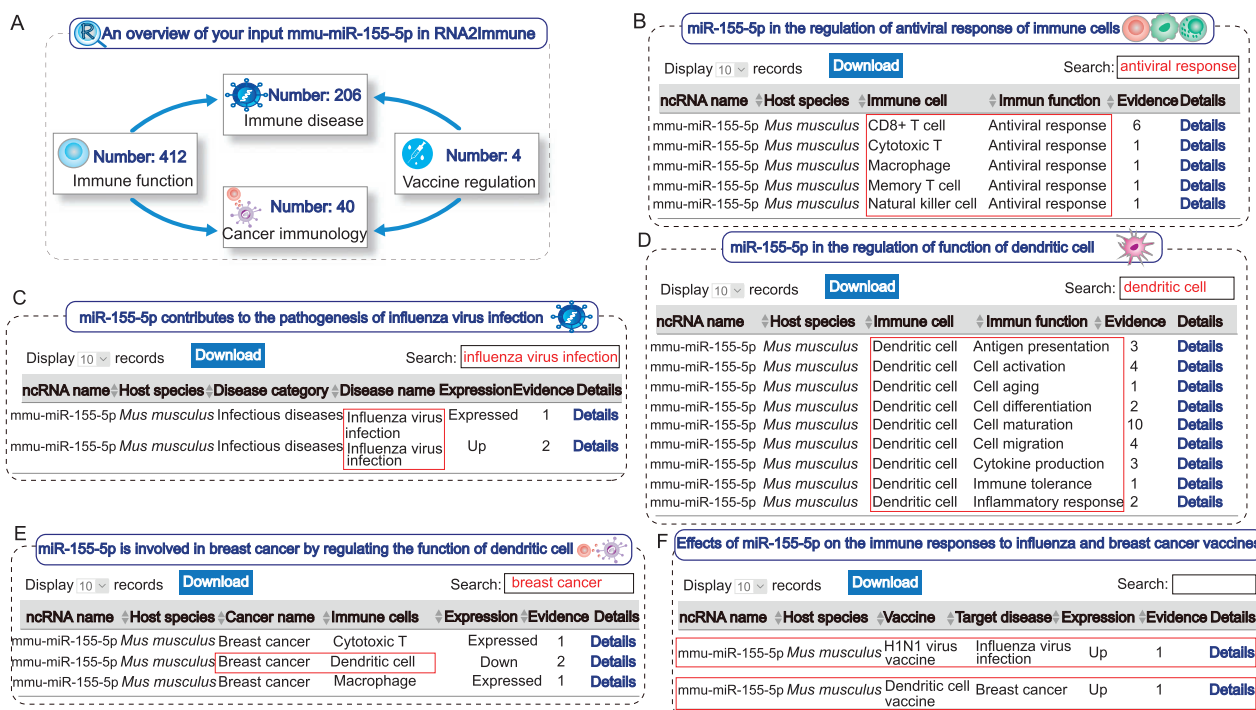 A
An overview of your input mmu-miR-155-5p in RNA2Immune
Number: 206
Immune disease
Number: 412
Immune function
Number: 4
Vaccine regulation
Number: 40
Cancer immunology
B
miR-155-5p in the regulation of antiviral response of immune cells
Display 10 records Download Search: antiviral response
ncRNA name Host species Immune cell Immun function Evidence Details
mmu-miR-155-5p Mus musculus CD8+ T cell Antiviral response 6 Details
mmu-miR-155-5p Mus musculus Cytotoxic T Antiviral response 1 Details
mmu-miR-155-5p Mus musculus Macrophage Antiviral response 1 Details
mmu-miR-155-5p Mus musculus Memory T cell Antiviral response 1 Details
mmu-miR-155-5p Mus musculus Natural killer cell Antiviral response 1 Details
C
miR-155-5p contributes to the pathogenesis of influenza virus infection
Display 10 records Download Search: influenza virus infection
ncRNA name Host species Disease category Disease name Expression Evidence Details
mmu-miR-155-5p Mus musculus Infectious diseases Influenza virus infection Expressed 1 Details
mmu-miR-155-5p Mus musculus Infectious diseases Influenza virus infection Up 2 Details
D
miR-155-5p in the regulation of function of dendritic cell
Display 10 records Download Search: dendritic cell
ncRNA name Host species Immune cell Immun function Evidence Details
mmu-miR-155-5p Mus musculus Dendritic cell Antigen presentation 3 Details
mmu-miR-155-5p Mus musculus Dendritic cell Cell activation 4 Details
mmu-miR-155-5p Mus musculus Dendritic cell Cell aging 1 Details
mmu-miR-155-5p Mus musculus Dendritic cell Cell differentiation 2 Details
mmu-miR-155-5p Mus musculus Dendritic cell Cell maturation 10 Details
mmu-miR-155-5p Mus musculus Dendritic cell Cell migration 4 Details
mmu-miR-155-5p Mus musculus Dendritic cell Cytokine production 3 Details
mmu-miR-155-5p Mus musculus Dendritic cell Immune tolerance 1 Details
mmu-miR-155-5p Mus musculus Dendritic cell Inflammatory response 2 Details
E
miR-155-5p is involved in breast cancer by regulating the function of dendritic cell
Display 10 records Download Search: breast cancer
ncRNA name Host species Cancer name Immune cells Expression Evidence Details
mmu-miR-155-5p Mus musculus Breast cancer Cytotoxic T Expressed 1 Details
mmu-miR-155-5p Mus musculus Breast cancer Dendritic cell Down 2 Details
mmu-miR-155-5p Mus musculus Breast cancer Macrophage Expressed 1 Details
F
Effects of miR-155-5p on the immune responses to influenza and breast cancer vaccines
Display 10 records Download Search:
ncRNA name Host species Vaccine Target disease Expression Evidence Details
mmu-miR-155-5p Mus musculus H1N1 virus vaccine Influenza virus infection Up 1 Details
mmu-miR-155-5p Mus musculus Dendritic cell vaccine Breast cancer Up 1 Details